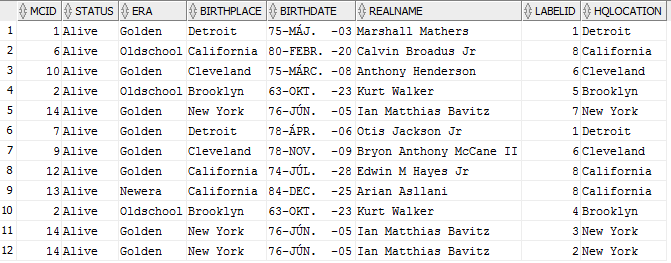 MCID STATUS ERA BIRTHPLACE BIRTHDATE REALNAME LABELID HQLOCATION
1 1 Alive Golden Detroit 75-MÁJ. -03 Marshall Mathers 1 Detroit
2 6 Alive Oldschool California 80-FEBR. -20 Calvin Broadus Jr 8 California
3 10 Alive Golden Cleveland 75-MÁRC. -08 Anthony Henderson 6 Cleveland
4 2 Alive Oldschool Brooklyn 63-OKT. -23 Kurt Walker 5 Brooklyn
5 14 Alive Golden New York 76-JÚN. -05 Ian Matthias Bavitz 7 New York
6 7 Alive Golden Detroit 78-ÁPR. -06 Otis Jackson Jr 1 Detroit
7 9 Alive Golden Cleveland 78-NOV. -09 Bryon Anthony McCane II 6 Cleveland
8 12 Alive Golden California 74-JÚL. -28 Edwin M Hayes Jr 8 California
9 13 Alive Newera California 84-DEC. -25 Arian Asllani 8 California
10 2 Alive Oldschool Brooklyn 63-OKT. -23 Kurt Walker 4 Brooklyn
11 14 Alive Golden New York 76-JÚN. -05 Ian Matthias Bavitz 3 New York
12 14 Alive Golden New York 76-JÚN. -05 Ian Matthias Bavitz 2 New York